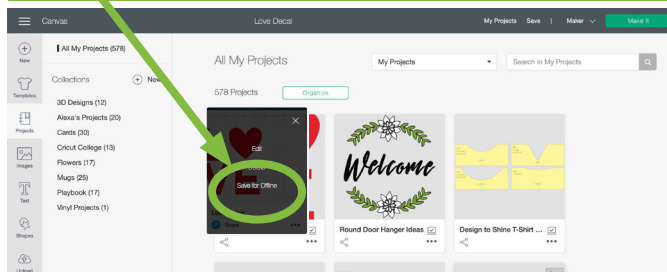 Canvas
Love Decal
My Projects Save | Maker Make It
New
Templates
Projects
Images
Text
Shapes
Upload
All My Projects (578)
Collections
New
3D Designs (12)
Alexa's Projects (20)
Cards (30)
Cricut College (13)
Flowers (17)
Mugs (25)
Playbook (17)
Vinyl Projects (1)
All My Projects
My Projects
Search in My Projects
578 Projects
Organize
Edit
Save for Offline
Share
Welcome
Round Door Hanger Ideas
Design to Shine T-Shirt ...